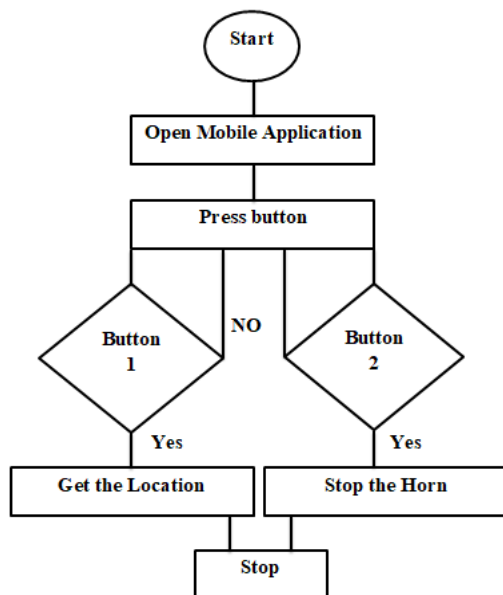 Start
Open Mobile Application
Press button
Button
1
NO
Button
2
Yes
Yes
Get the Location
Stop the Horn
Stop